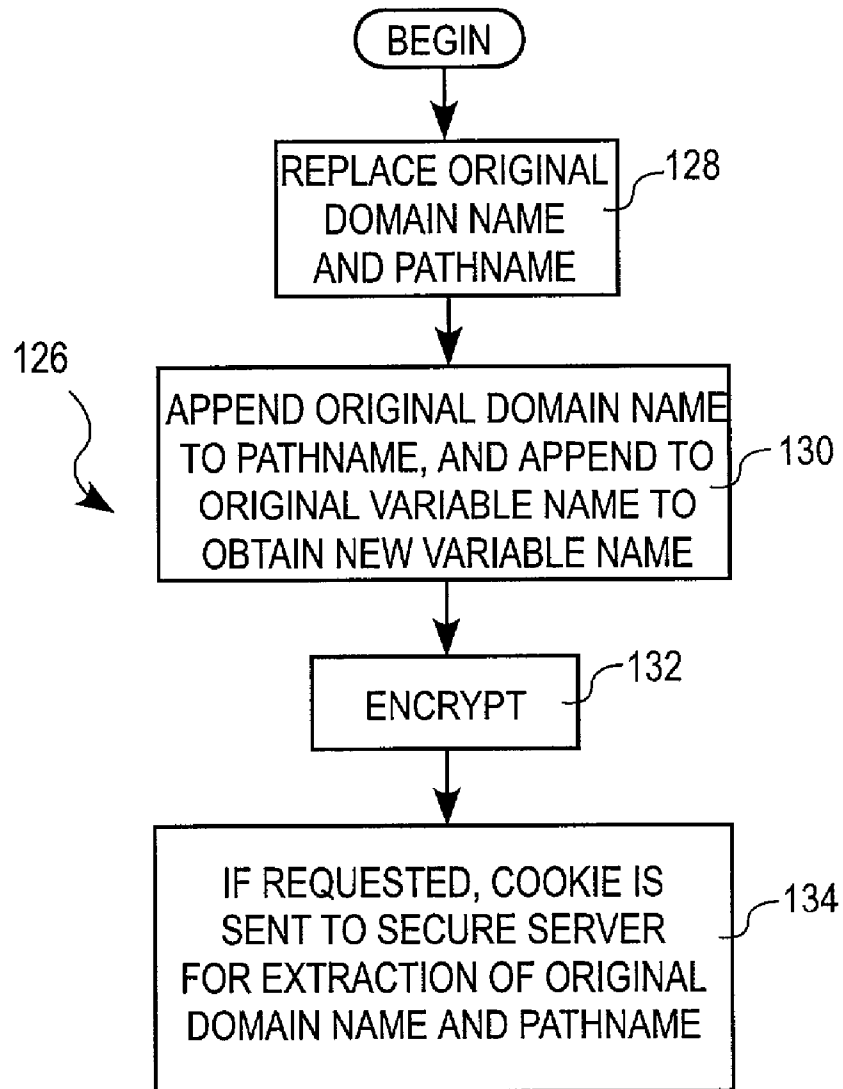 BEGIN
REPLACE ORIGINAL
DOMAIN NAME
AND PATHNAME
128
126
APPEND ORIGINAL DOMAIN NAME
TO PATHNAME, AND APPEND TO
ORIGINAL VARIABLE NAME TO
OBTAIN NEW VARIABLE NAME
130
ENCRYPT
132
IF REQUESTED, COOKIE IS
SENT TO SECURE SERVER
FOR EXTRACTION OF ORIGINAL
DOMAIN NAME AND PATHNAME
134